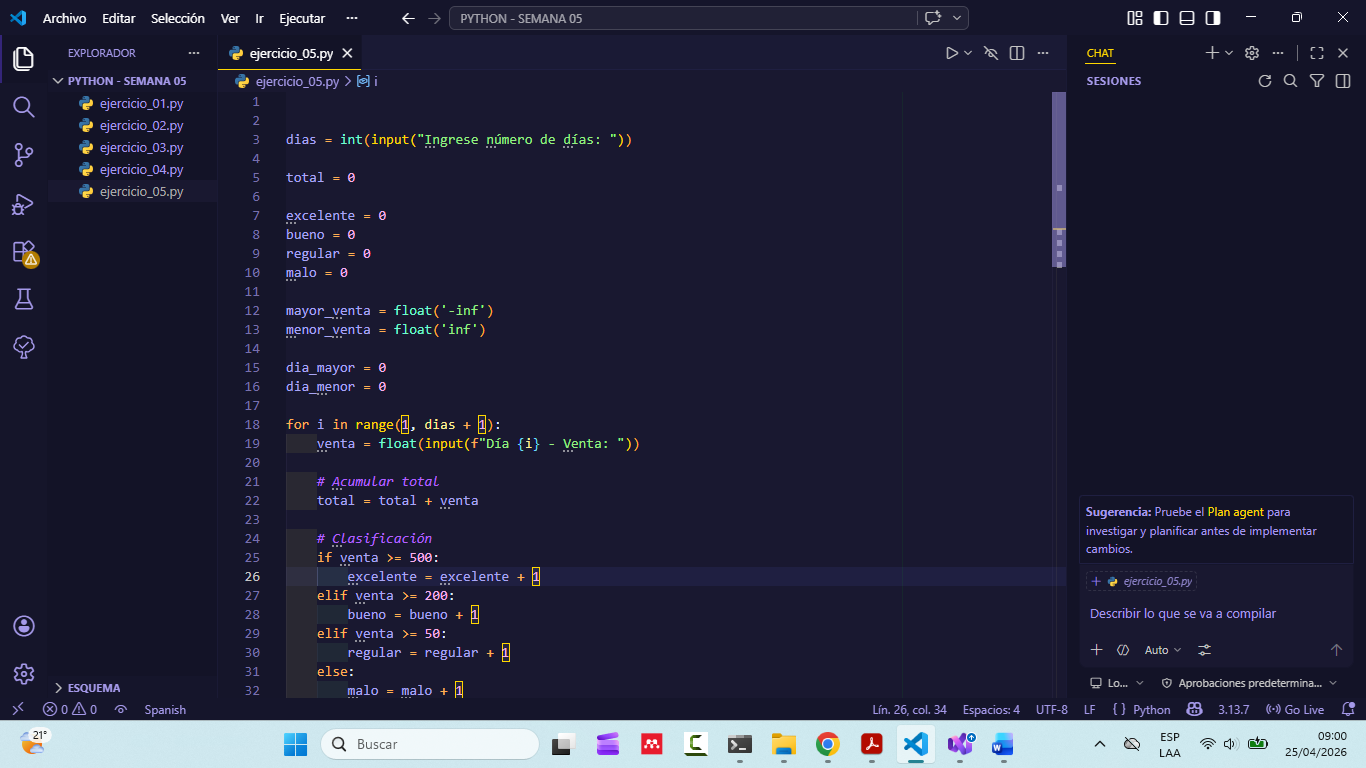 Archivo Editar Selección Ver Ir Ejecutar ··· PYTHON - SEMANA 05
EXPLORADOR ···
PYTHON - SEMANA 05
ejercicio_01.py
ejercicio_02.py
ejercicio_03.py
ejercicio_04.py
ejercicio_05.py
ESQUEMA
ejercicio_05.py
ejercicio_05.py > i
1
2
3 dias = int(input("Ingrese número de días: "))
4
5 total = 0
6
7 excelente = 0
8 bueno = 0
9 regular = 0
10 malo = 0
11
12 mayor_venta = float('-inf')
13 menor_venta = float('inf')
14
15 dia_mayor = 0
16 dia_menor = 0
17
18 for i in range(1, dias + 1):
19 venta = float(input(f"Día {i} - Venta: "))
20
21 # Acumular total
22 total = total + venta
23
24 # Clasificación
25 if venta >= 500:
26 excelente = excelente + 1
27 elif venta >= 200:
28 bueno = bueno + 1
29 elif venta >= 50:
30 regular = regular + 1
31 else:
32 malo = malo + 1
CHAT
SESIONES
Sugerencia: Pruebe el Plan agent para
investigar y planificar antes de implementar
cambios.
ejercicio_05.py
Describir lo que se va a compilar
Auto
Lo... Aprobaciones predetermina...
0 0 Spanish Lín. 26, col. 34 Espacios: 4 UTF-8 LF { } Python 3.13.7 Go Live
21°
Buscar
ESP
LAA
09:00
25/04/2026